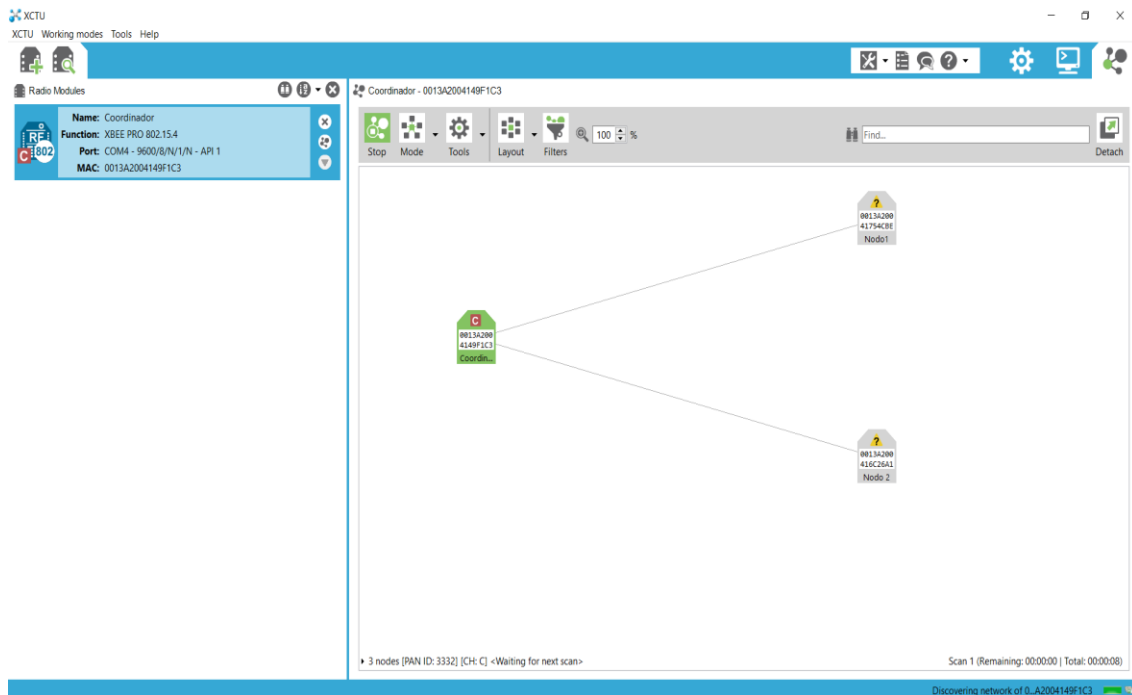 XCTU
XCTU Working modes Tools Help
Radio Modules
Coordinador - 0013A2004149F1C3
Name: Coordinador
Function: XBEE PRO 802.15.4
Port: COM4 - 9600/8/N/1/N - API 1
MAC: 0013A2004149F1C3
RF
C 802
100 %
Find...
Stop Mode Tools Layout Filters Detach
?
0013A200
41754CBE
Nodo1
C
0013A200
4149F1C3
Coordin...
?
0013A200
416C26A1
Nodo 2
3 nodes [PAN ID: 3332] [CH: C] <Waiting for next scan>
Scan 1 (Remaining: 00:00:00 | Total: 00:00:08)
Discovering network of 0...A2004149F1C3